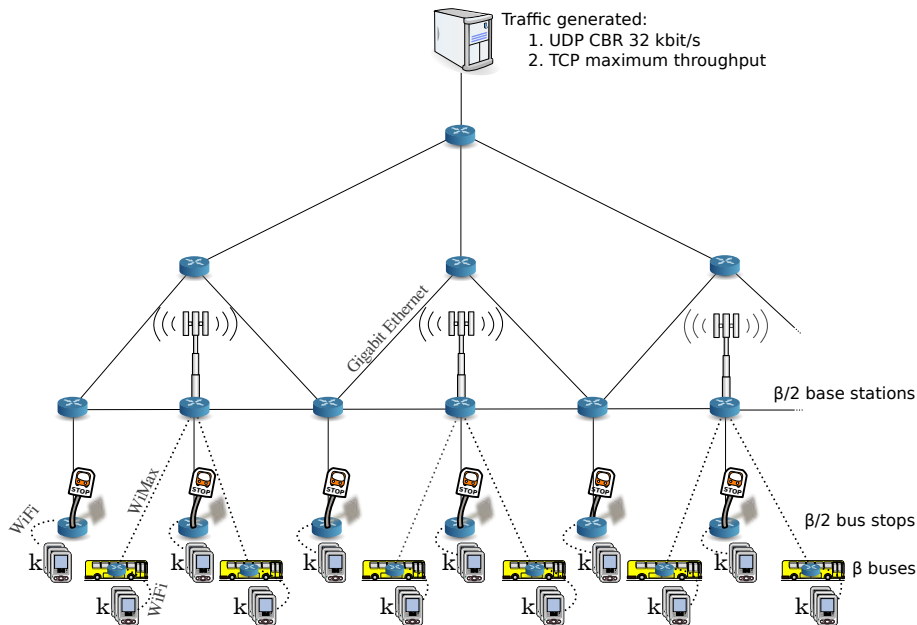 Traffic generated:
1. UDP CBR 32 kbit/s
2. TCP maximum throughput
Gigabit Ethernet
β/2 base stations
STOP
STOP
STOP
STOP
STOP
STOP
WiMax
WiFi
β/2 bus stops
k
k
k
k
k
k
β buses
WiFi
k
k
k
k
k
k